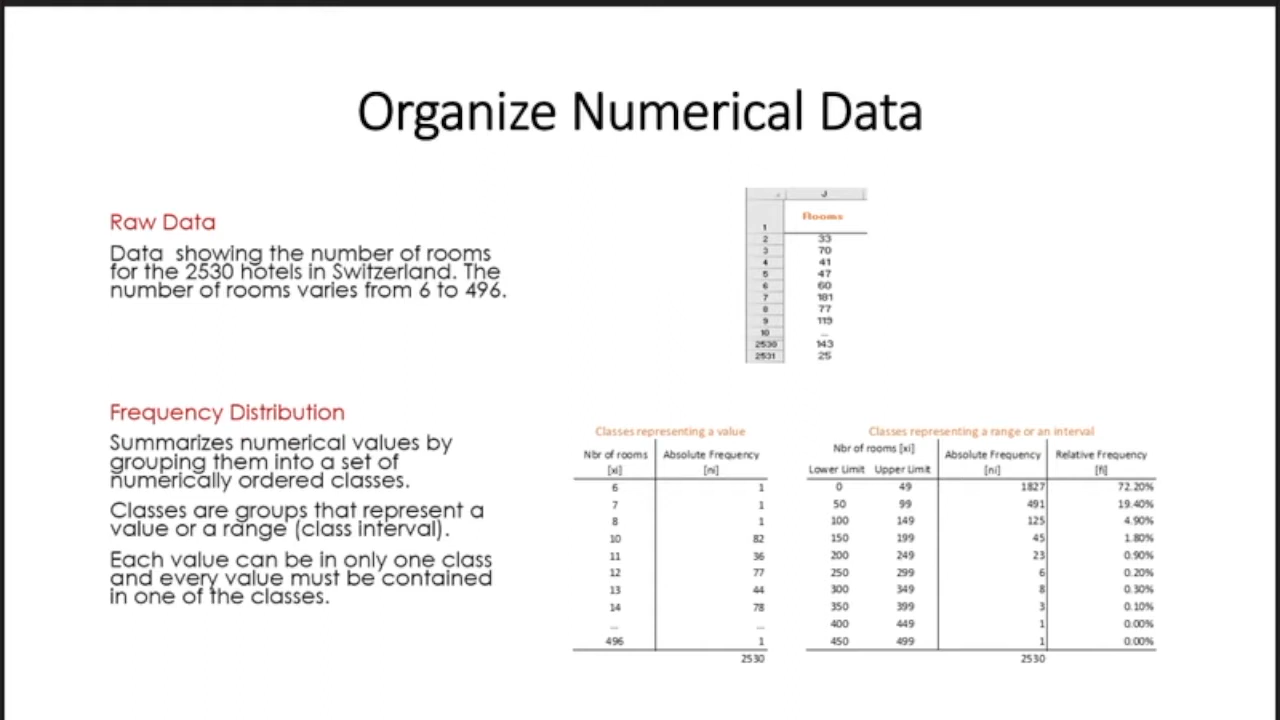 Organize Numerical Data
Raw Data
Data showing the number of rooms
for the 2530 hotels in Switzerland. The
number of rooms varies from 6 to 496.
J
1 Rooms
2 33
3 70
4 41
5 47
6 60
7 181
8 77
9 119
10 ...
2530 143
2531 25
Frequency Distribution
Summarizes numerical values by
grouping them into a set of
numerically ordered classes.
Classes are groups that represent a
value or a range (class interval).
Each value can be in only one class
and every value must be contained
in one of the classes.
Classes representing a value
Nbr of rooms Absolute Frequency
[xi] [ni]
6 1
7 1
8 1
10 82
11 36
12 77
13 44
14 78
... ...
496 1
2530
Classes representing a range or an interval
Nbr of rooms [xi] Absolute Frequency Relative Frequency
Lower Limit Upper Limit [ni] [fi]
0 49 1827 72.20%
50 99 491 19.40%
100 149 125 4.90%
150 199 45 1.80%
200 249 23 0.90%
250 299 6 0.20%
300 349 8 0.30%
350 399 3 0.10%
400 449 1 0.00%
450 499 1 0.00%
2530